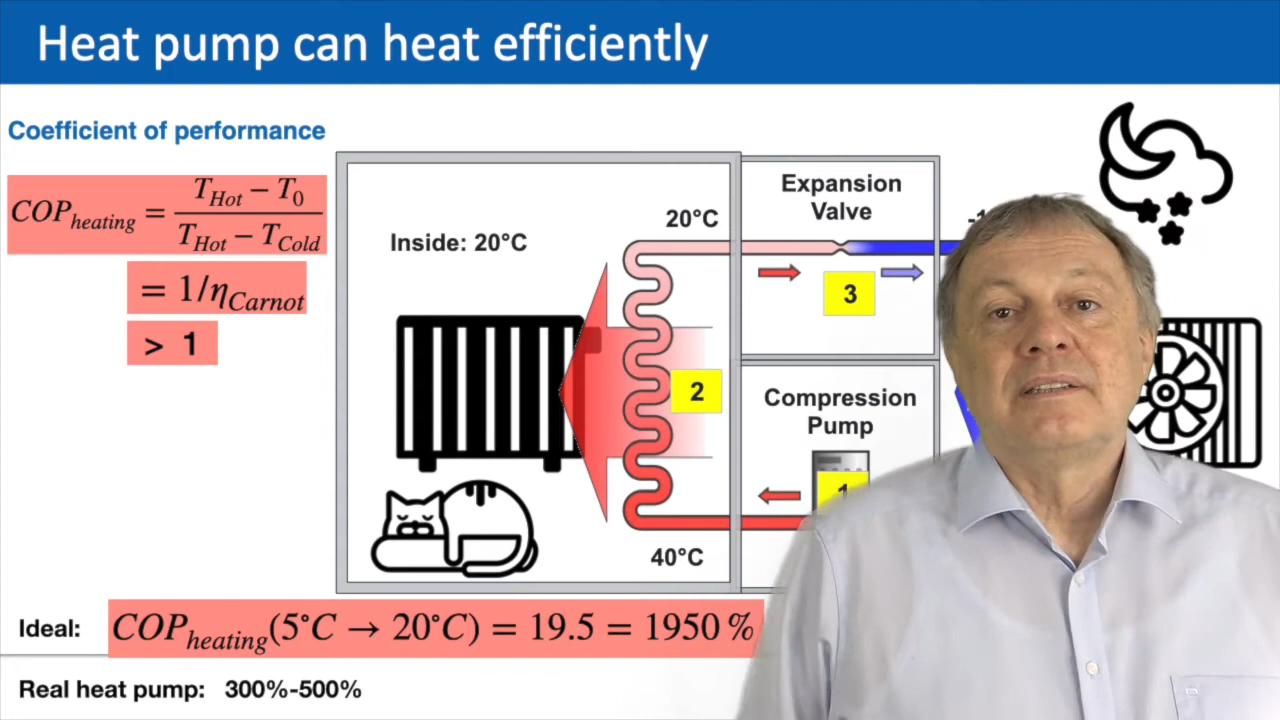 Heat pump can heat efficiently
Coefficient of performance
COP_heating = (T_Hot − T_0) / (T_Hot − T_Cold)
= 1/η_Carnot
> 1
Inside: 20°C
20°C
Expansion
Valve
3
2
Compression
Pump
1
40°C
Ideal: COP_heating(5°C → 20°C) = 19.5 = 1950 %
Real heat pump: 300%-500%